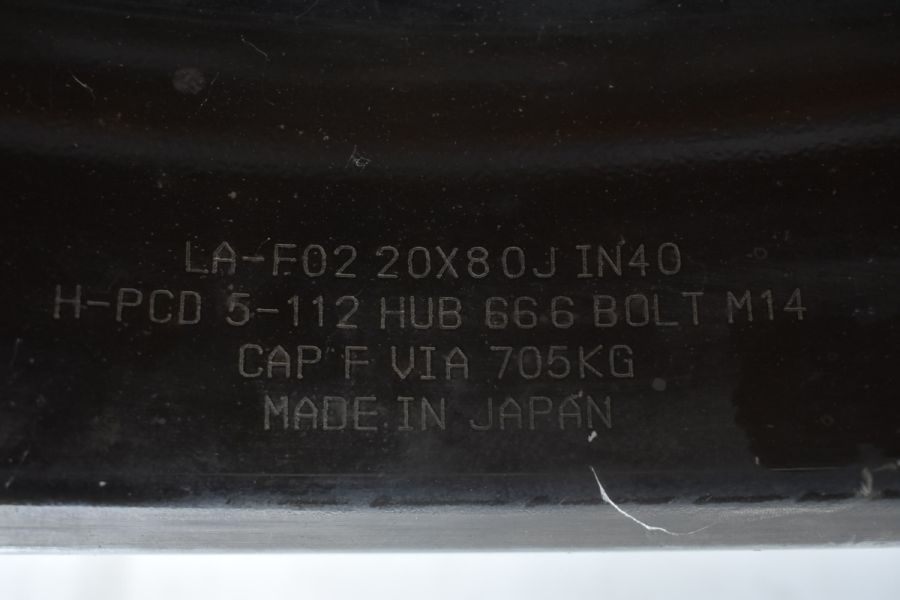 LA-F02 20X8 0J IN40
H-PCD 5-112 HUB 66 6 BOLT M14
CAP F VIA 705KG
MADE IN JAPAN